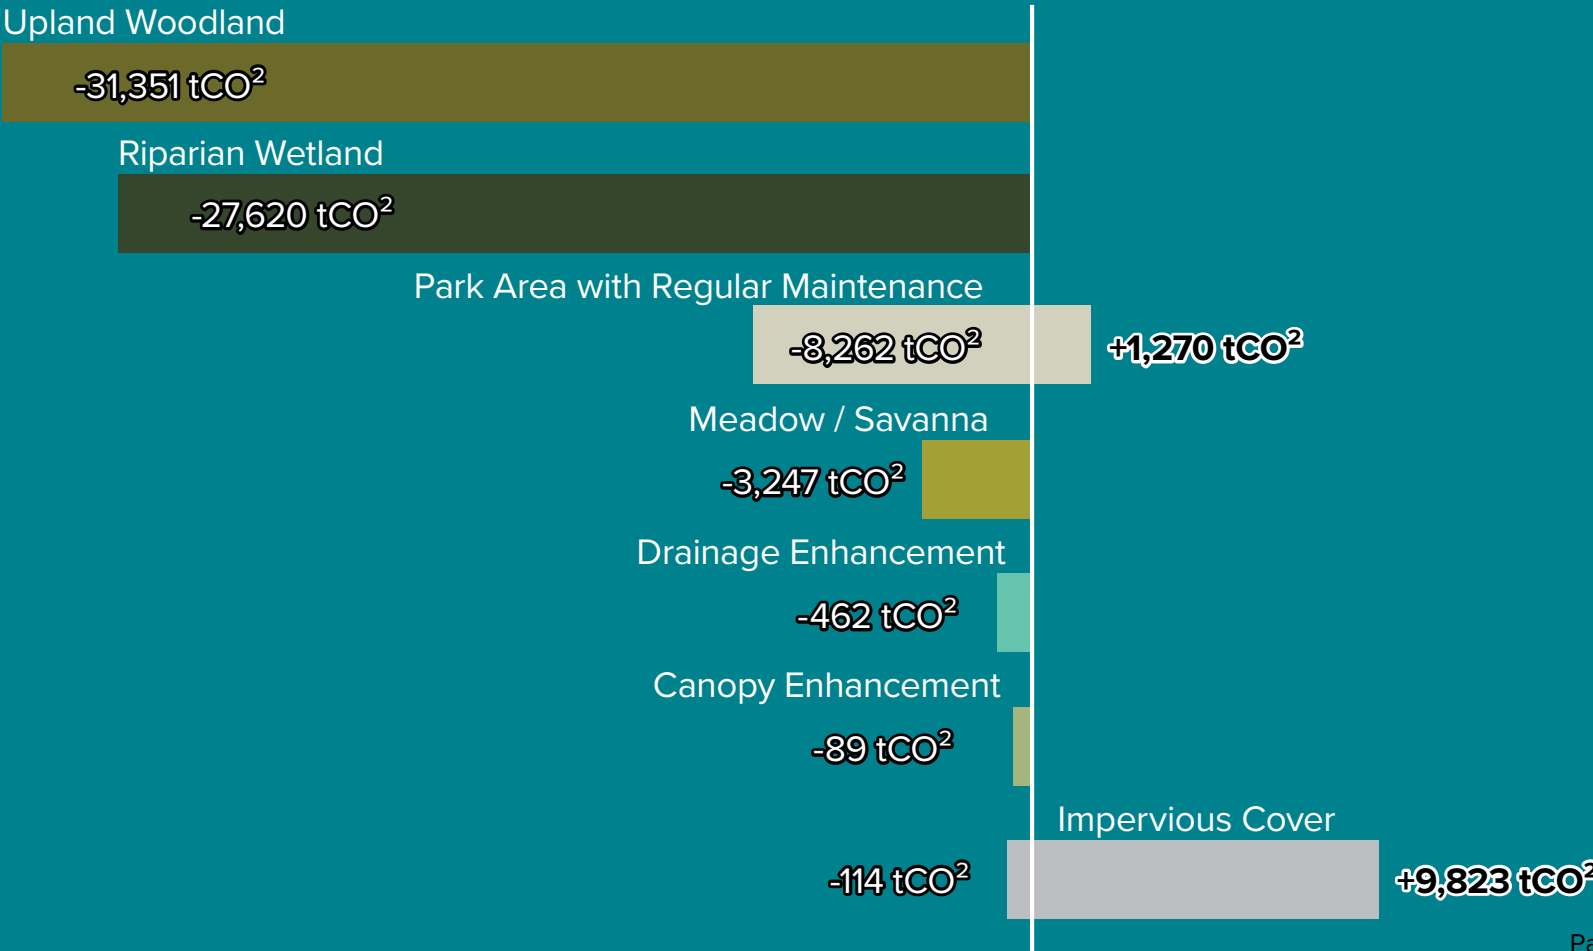 Upland Woodland
-31,351 tCO²
Riparian Wetland
-27,620 tCO²
Park Area with Regular Maintenance
-8,262 tCO² +1,270 tCO²
Meadow / Savanna
-3,247 tCO²
Drainage Enhancement
-462 tCO²
Canopy Enhancement
-89 tCO²
Impervious Cover
-114 tCO² +9,823 tCO²